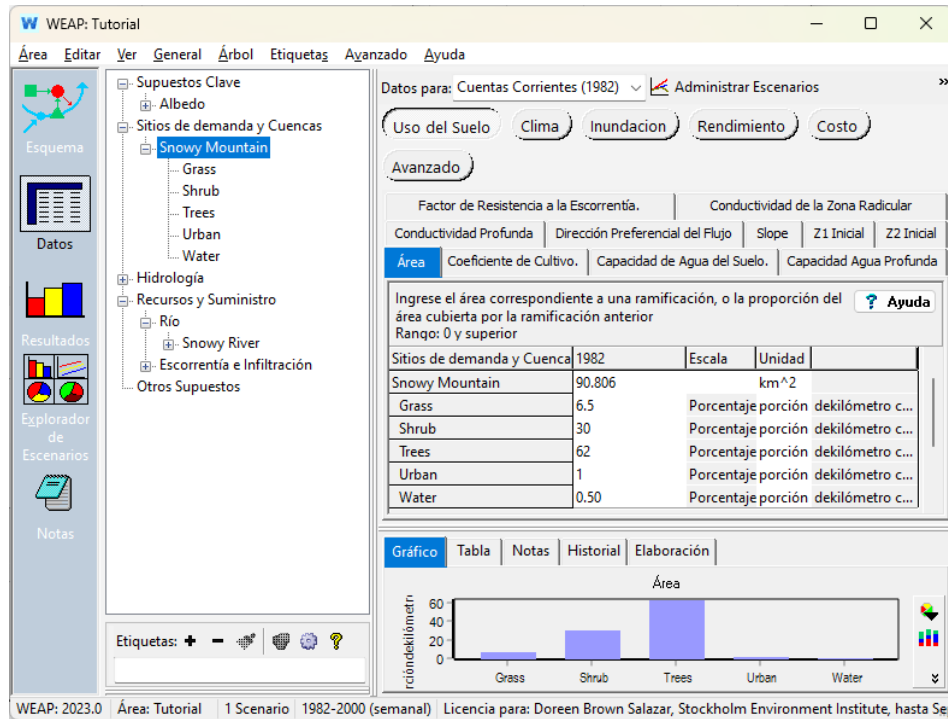 WEAP: Tutorial
Área Editar Ver General Árbol Etiquetas Avanzado Ayuda
Esquema
Datos
Resultados
Explorador
de
Escenarios
Notas
Supuestos Clave
Albedo
Sitios de demanda y Cuencas
Snowy Mountain
Grass
Shrub
Trees
Urban
Water
Hidrología
Recursos y Suministro
Río
Snowy River
Escorrentía e Infiltración
Otros Supuestos
Etiquetas:
Datos para: Cuentas Corrientes (1982) Administrar Escenarios »
Uso del Suelo Clima Inundacion Rendimiento Costo
Avanzado
Factor de Resistencia a la Escorrentía. Conductividad de la Zona Radicular
Conductividad Profunda Dirección Preferencial del Flujo Slope Z1 Inicial Z2 Inicial
Área Coeficiente de Cultivo. Capacidad de Agua del Suelo. Capacidad Agua Profunda
Ingrese el área correspondiente a una ramificación, o la proporción del
área cubierta por la ramificación anterior
Rango: 0 y superior
? Ayuda
Sitios de demanda y Cuenca 1982 Escala Unidad
Snowy Mountain 90.806 km^2
Grass 6.5 Porcentaje porción dekilómetro c...
Shrub 30 Porcentaje porción dekilómetro c...
Trees 62 Porcentaje porción dekilómetro c...
Urban 1 Porcentaje porción dekilómetro c...
Water 0.50 Porcentaje porción dekilómetro c...
Gráfico Tabla Notas Historial Elaboración
Área
rcióndekilómetr
60
40
20
0
Grass Shrub Trees Urban Water
WEAP: 2023.0 Área: Tutorial 1 Scenario 1982-2000 (semanal) Licencia para: Doreen Brown Salazar, Stockholm Environment Institute, hasta Se